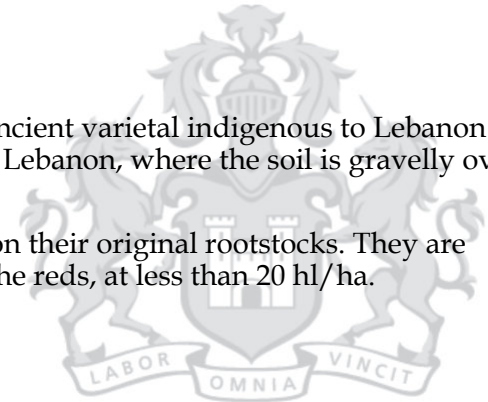 ncient varietal indigenous to Lebanon
Lebanon, where the soil is gravelly ov
on their original rootstocks. They are
he reds, at less than 20 hl/ha.
LABOR OMNIA VINCIT